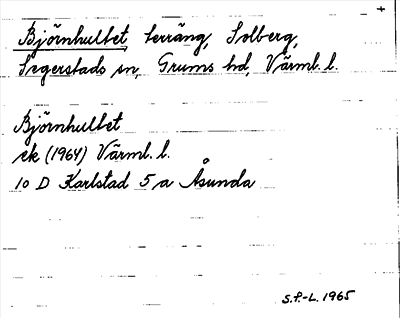 Björnhultet, terräng, Solberg,
Segerstads sn, Grums hd, Värml. l.
Björnhultet
ek (1964) Värml. l.
10 D Karlstad 5 a Åsunda
S.F.-L. 1965